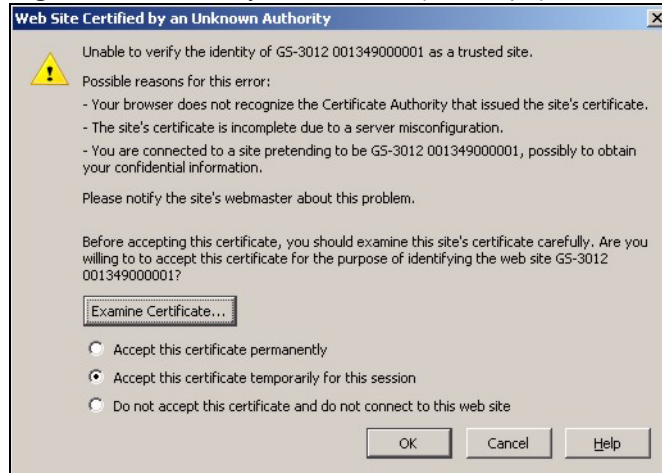 Web Site Certified by an Unknown Authority
Unable to verify the identity of GS-3012 001349000001 as a trusted site.
Possible reasons for this error:
- Your browser does not recognize the Certificate Authority that issued the site's certificate.
- The site's certificate is incomplete due to a server misconfiguration.
- You are connected to a site pretending to be GS-3012 001349000001, possibly to obtain
your confidential information.
Please notify the site's webmaster about this problem.
Before accepting this certificate, you should examine this site's certificate carefully. Are you
willing to to accept this certificate for the purpose of identifying the web site GS-3012
001349000001?
Examine Certificate...
Accept this certificate permanently
Accept this certificate temporarily for this session
Do not accept this certificate and do not connect to this web site
OK Cancel Help